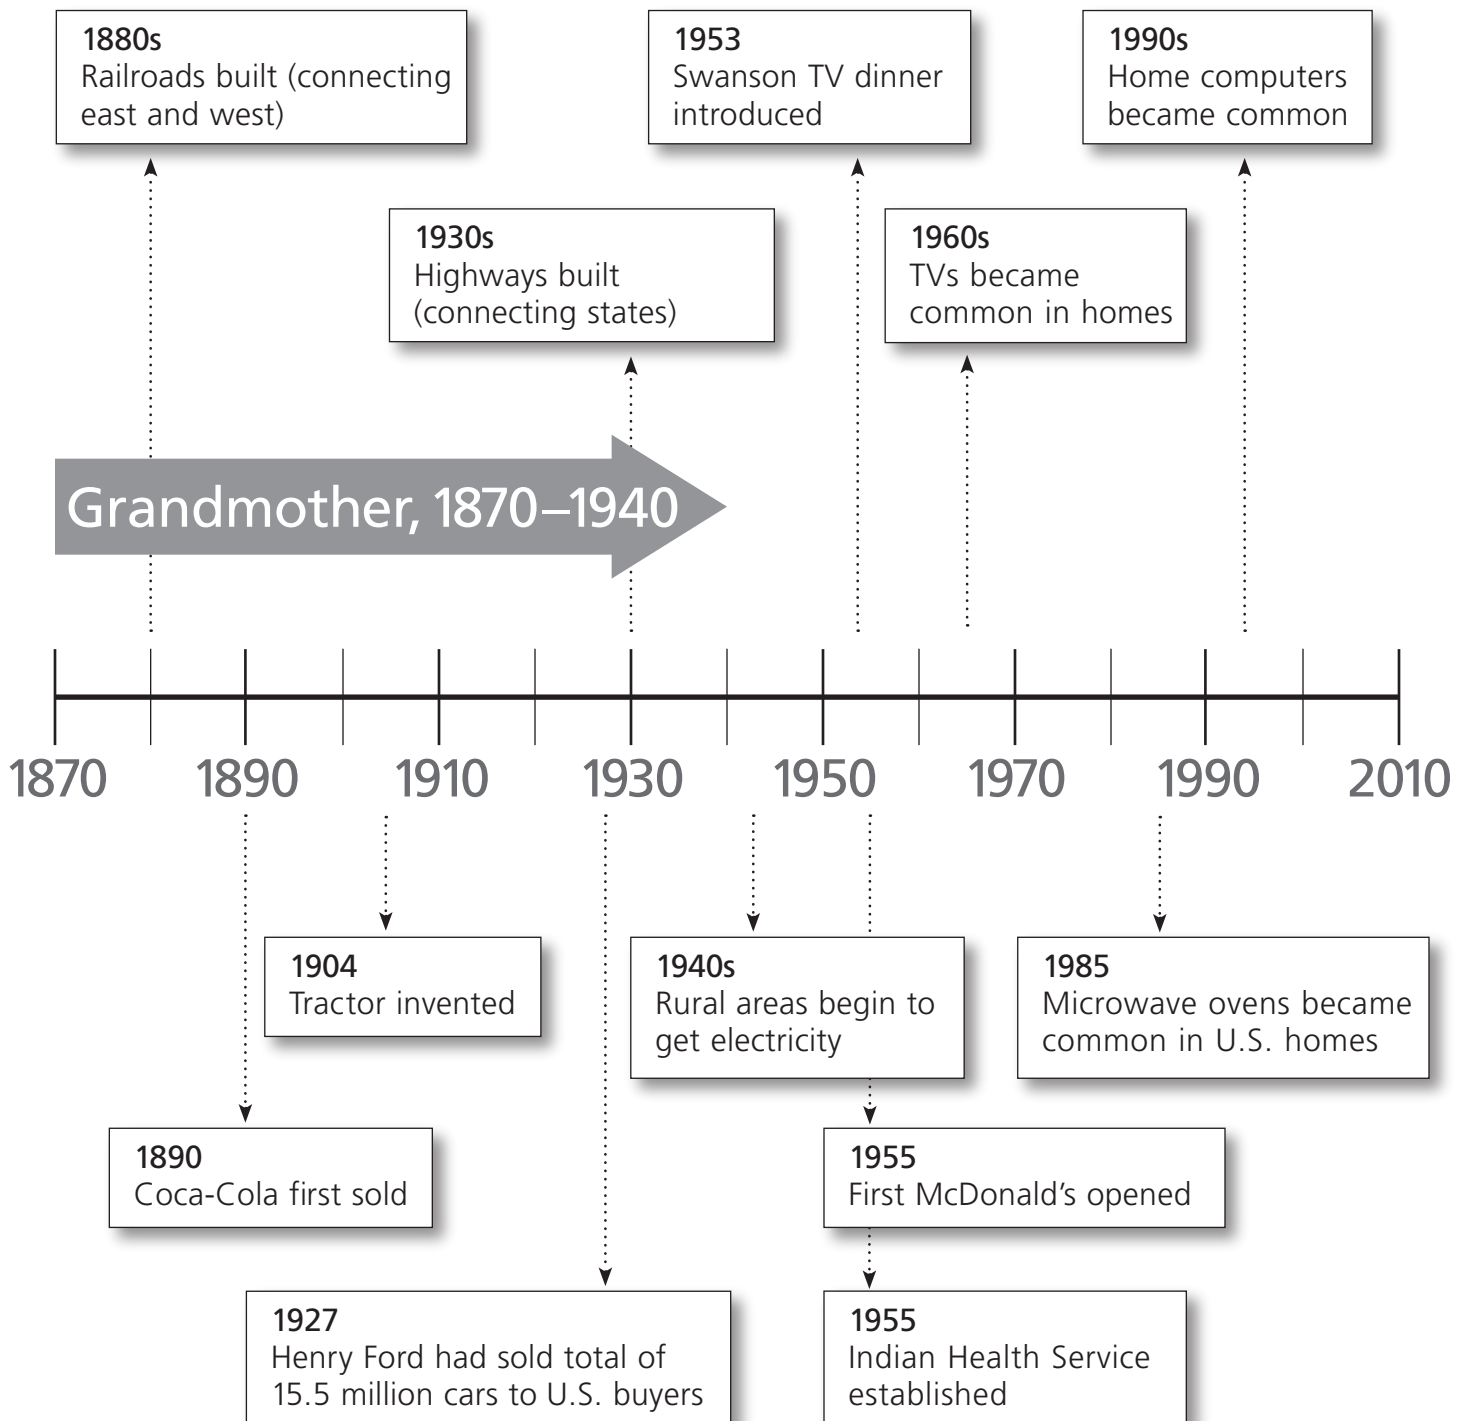 1880s
Railroads built (connecting
east and west)
1953
Swanson TV dinner
introduced
1990s
Home computers
became common
1930s
Highways built
(connecting states)
1960s
TVs became
common in homes
Grandmother, 1870–1940
1870 1890 1910 1930 1950 1970 1990 2010
1904
Tractor invented
1940s
Rural areas begin to
get electricity
1985
Microwave ovens became
common in U.S. homes
1890
Coca-Cola first sold
1955
First McDonald’s opened
1927
Henry Ford had sold total of
15.5 million cars to U.S. buyers
1955
Indian Health Service
established